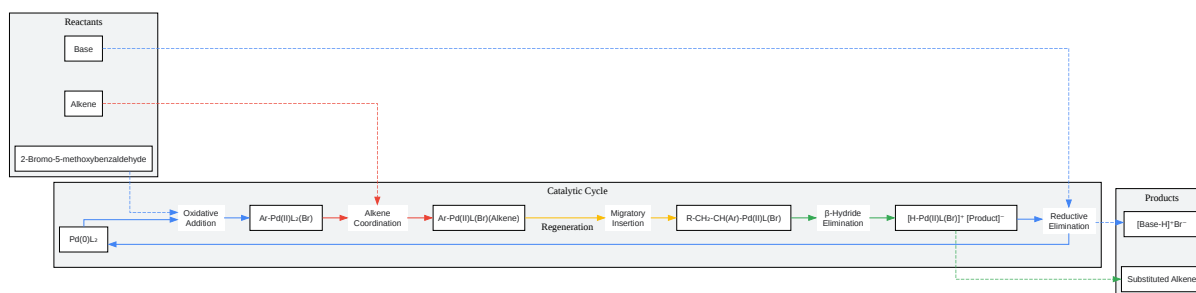 Reactants
Base
Alkene
2-Bromo-5-methoxybenzaldehyde
Catalytic Cycle
Pd(0)L₂
Oxidative
Addition
Ar-Pd(II)L₂(Br)
Alkene
Coordination
Ar-Pd(II)L(Br)(Alkene)
Regeneration
Migratory
Insertion
R-CH₂-CH(Ar)-Pd(II)L(Br)
β-Hydride
Elimination
[H-Pd(II)L(Br)]⁺ [Product]⁻
Reductive
Elimination
Products
[Base-H]⁺Br⁻
Substituted Alkene